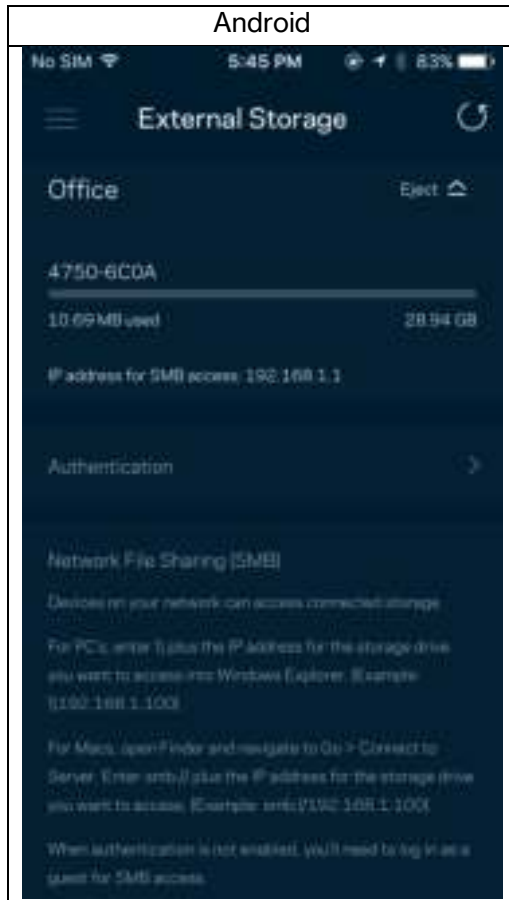 Android
No SIM 5:45 PM 83%
External Storage
Office Eject
4750-6C0A
10.69 MB used 28.94 GB
IP address for SMB access: 192.168.1.1
Authentication
Network File Sharing (SMB)
Devices on your network can access connected storage
For PCs, enter \\ plus the IP address for the storage drive
you want to access into Windows Explorer. (Example:
\\192.168.1.100)
For Macs, open Finder and navigate to Go > Connect to
Server. Enter smb:// plus the IP address for the storage drive
you want to access. (Example: smb://192.168.1.100)
When authentication is not enabled, you'll need to log in as a
guest for SMB access.